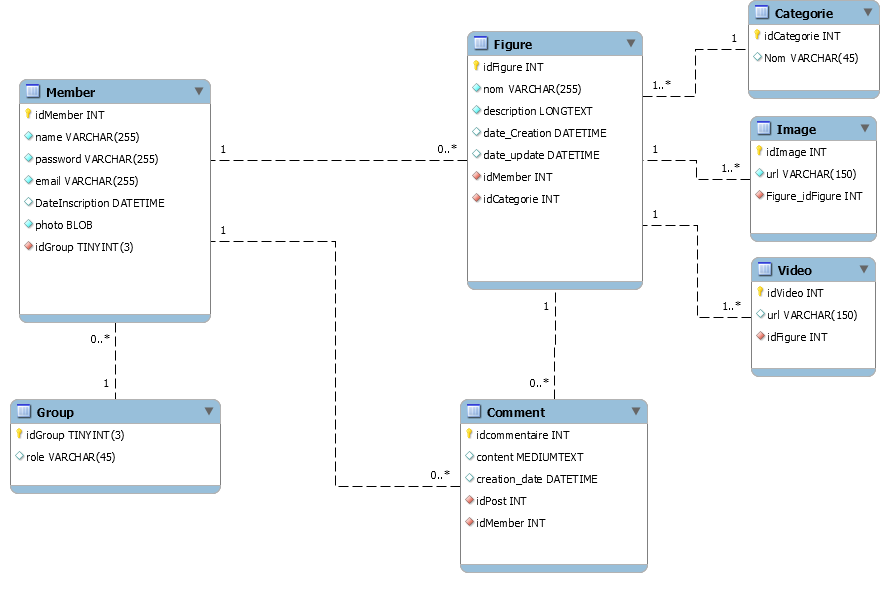 Member
idMember INT
name VARCHAR(255)
password VARCHAR(255)
email VARCHAR(255)
DateInscription DATETIME
photo BLOB
idGroup TINYINT(3)
1
0..*
1
0..*
0..*
1
Group
idGroup TINYINT(3)
role VARCHAR(45)
Figure
idFigure INT
nom VARCHAR(255)
description LONGTEXT
date_Creation DATETIME
date_update DATETIME
idMember INT
idCategorie INT
1..*
1
1
1..*
1
1..*
1
0..*
Comment
idcommentaire INT
content MEDIUMTEXT
creation_date DATETIME
idPost INT
idMember INT
Categorie
idCategorie INT
Nom VARCHAR(45)
Image
idImage INT
url VARCHAR(150)
Figure_idFigure INT
Video
idVideo INT
url VARCHAR(150)
idFigure INT